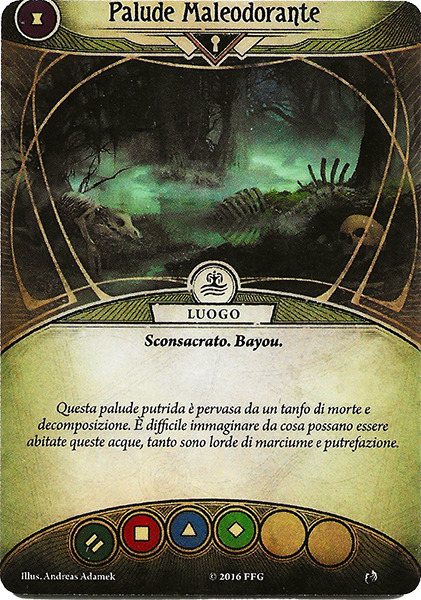 Palude Maleodorante
LUOGO
Sconsacrato. Bayou.
Questa palude putrida è pervasa da un tanfo di morte e
decomposizione. È difficile immaginare da cosa possano essere
abitate queste acque, tanto sono lorde di marciume e putrefazione.
Illus. Andreas Adamek
© 2016 FFG